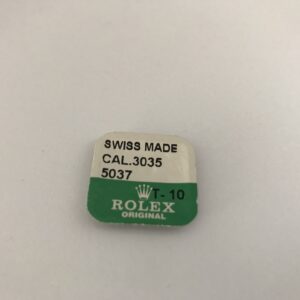 SWISS MADE
CAL.3035
5037
T-10
ROLEX
ORIGINAL